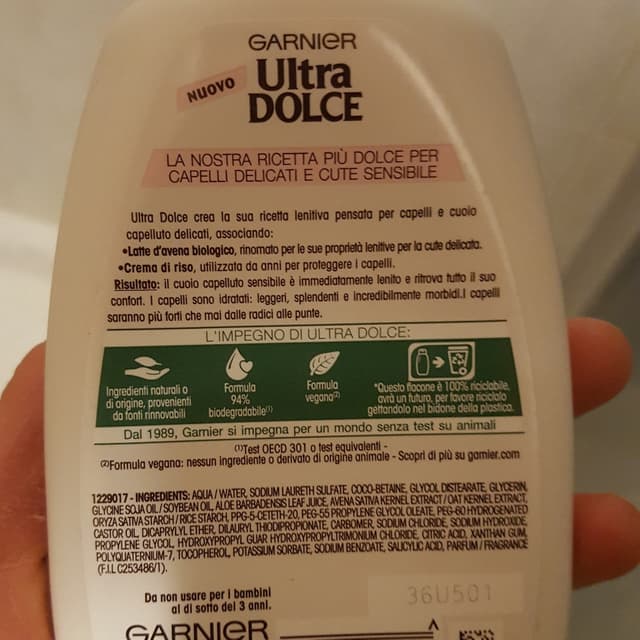 GARNIER
NUOVO
Ultra
DOLCE
LA NOSTRA RICETTA PIÙ DOLCE PER
CAPELLI DELICATI E CUTE SENSIBILE
Ultra Dolce crea la sua ricetta lenitiva pensata per capelli e cuoio
capelluto delicati, associando:
•Latte d'avena biologico, rinomato per le sue proprietà lenitive per la cute delicata.
•Crema di riso, utilizzata da anni per proteggere i capelli.
Risultato: il cuoio capelluto sensibile è immediatamente lenito e ritrova tutto il suo
confort. I capelli sono idratati: leggeri, splendenti e incredibilmente morbidi.I capelli
saranno più forti che mai dalle radici alle punte.
L'IMPEGNO DI ULTRA DOLCE:
Ingredienti naturali o
di origine, provenienti
da fonti rinnovabili
Formula
94%
biodegradabile(1)
Formula
vegana(2)
*Questo flacone è 100% riciclabile,
avrà un futuro, per favore riciclalo
gettandolo nel bidone della plastica.
Dal 1989, Garnier si impegna per un mondo senza test su animali
(1)Test OECD 301 o test equivalenti -
(2)Formula vegana: nessun ingrediente o derivato di origine animale - Scopri di più su garnier.com
1229017 - INGREDIENTS: AQUA / WATER, SODIUM LAURETH SULFATE, COCO-BETAINE, GLYCOL DISTEARATE, GLYCERIN,
GLYCINE SOJA OIL / SOYBEAN OIL, ALOE BARBADENSIS LEAF JUICE, AVENA SATIVA KERNEL EXTRACT / OAT KERNEL EXTRACT,
ORYZA SATIVA STARCH / RICE STARCH, PPG-5-CETETH-20, PEG-55 PROPYLENE GLYCOL OLEATE, PEG-60 HYDROGENATED
CASTOR OIL, DICAPRYLYL ETHER, DILAURYL THIODIPROPIONATE, CARBOMER, SODIUM CHLORIDE, SODIUM HYDROXIDE,
PROPYLENE GLYCOL, HYDROXYPROPYL GUAR HYDROXYPROPYLTRIMONIUM CHLORIDE, CITRIC ACID, XANTHAN GUM,
POLYQUATERNIUM-7, TOCOPHEROL, POTASSIUM SORBATE, SODIUM BENZOATE, SALICYLIC ACID, PARFUM / FRAGRANCE
(F.I.L C253486/1).
Da non usare per i bambini
al di sotto dei 3 anni.
36U501
GARNIER